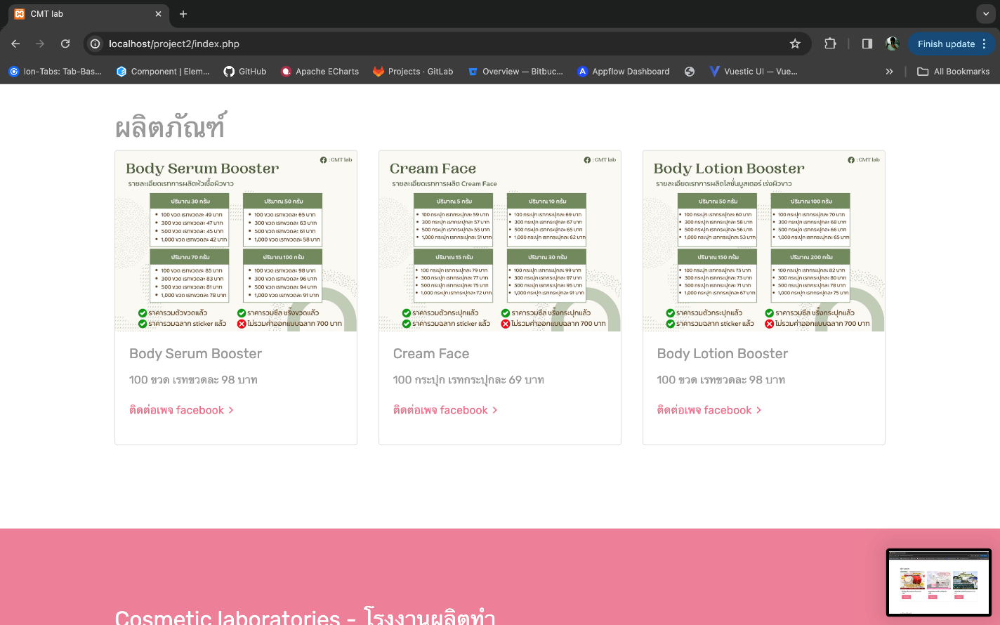 CMT lab
localhost/project2/index.php
Finish update
Ion-Tabs: Tab-Bas...
Component | Elem...
GitHub
Apache ECharts
Projects · GitLab
Overview — Bitbuc...
Appflow Dashboard
Vuestic UI — Vue...
All Bookmarks
ผลิตภัณฑ์
: CMT lab
Body Serum Booster
รายละเอียดเรทการผลิตหัวเชื้อผิวขาว
ปริมาณ 30 กรัม
100 ขวด เรทขวดละ 49 บาท
300 ขวด เรทขวดละ 47 บาท
500 ขวด เรทขวดละ 45 บาท
1,000 ขวด เรทขวดละ 42 บาท
ปริมาณ 50 กรัม
100 ขวด เรทขวดละ 65 บาท
300 ขวด เรทขวดละ 63 บาท
500 ขวด เรทขวดละ 61 บาท
1,000 ขวด เรทขวดละ 58 บาท
ปริมาณ 70 กรัม
100 ขวด เรทขวดละ 85 บาท
300 ขวด เรทขวดละ 83 บาท
500 ขวด เรทขวดละ 81 บาท
1,000 ขวด เรทขวดละ 78 บาท
ปริมาณ 100 กรัม
100 ขวด เรทขวดละ 98 บาท
300 ขวด เรทขวดละ 96 บาท
500 ขวด เรทขวดละ 94 บาท
1,000 ขวด เรทขวดละ 91 บาท
ราคารวมตัวขวดแล้ว
ราคารวมซีล ชริ้งขวดแล้ว
ราคารวมฉลาก sticker แล้ว
ไม่รวมค่าออกแบบฉลาก 700 บาท
Body Serum Booster
100 ขวด เรทขวดละ 98 บาท
ติดต่อเพจ facebook
: CMT lab
Cream Face
รายละเอียดเรทการผลิต Cream Face
ปริมาณ 5 กรัม
100 กระปุก เรทกระปุกละ 59 บาท
300 กระปุก เรทกระปุกละ 57 บาท
500 กระปุก เรทกระปุกละ 55 บาท
1,000 กระปุก เรทกระปุกละ 51 บาท
ปริมาณ 10 กรัม
100 กระปุก เรทกระปุกละ 69 บาท
300 กระปุก เรทกระปุกละ 67 บาท
500 กระปุก เรทกระปุกละ 65 บาท
1,000 กระปุก เรทกระปุกละ 62 บาท
ปริมาณ 15 กรัม
100 กระปุก เรทกระปุกละ 79 บาท
300 กระปุก เรทกระปุกละ 77 บาท
500 กระปุก เรทกระปุกละ 75 บาท
1,000 กระปุก เรทกระปุกละ 72 บาท
ปริมาณ 30 กรัม
100 กระปุก เรทกระปุกละ 99 บาท
300 กระปุก เรทกระปุกละ 97 บาท
500 กระปุก เรทกระปุกละ 95 บาท
1,000 กระปุก เรทกระปุกละ 91 บาท
ราคารวมตัวกระปุกแล้ว
ราคารวมซีล ชริ้งกระปุกแล้ว
ราคารวมฉลาก sticker แล้ว
ไม่รวมค่าออกแบบฉลาก 700 บาท
Cream Face
100 กระปุก เรทกระปุกละ 69 บาท
ติดต่อเพจ facebook
: CMT lab
Body Lotion Booster
รายละเอียดเรทการผลิตโลชั่นบูสเตอร์ เร่งผิวขาว
ปริมาณ 50 กรัม
100 กระปุก เรทกระปุกละ 60 บาท
300 กระปุก เรทกระปุกละ 58 บาท
500 กระปุก เรทกระปุกละ 56 บาท
1,000 กระปุก เรทกระปุกละ 53 บาท
ปริมาณ 100 กรัม
100 กระปุก เรทกระปุกละ 70 บาท
300 กระปุก เรทกระปุกละ 68 บาท
500 กระปุก เรทกระปุกละ 66 บาท
1,000 กระปุก เรทกระปุกละ 65 บาท
ปริมาณ 150 กรัม
100 กระปุก เรทกระปุกละ 75 บาท
300 กระปุก เรทกระปุกละ 73 บาท
500 กระปุก เรทกระปุกละ 71 บาท
1,000 กระปุก เรทกระปุกละ 67 บาท
ปริมาณ 200 กรัม
100 กระปุก เรทกระปุกละ 82 บาท
300 กระปุก เรทกระปุกละ 80 บาท
500 กระปุก เรทกระปุกละ 78 บาท
1,000 กระปุก เรทกระปุกละ 75 บาท
ราคารวมตัวกระปุกแล้ว
ราคารวมซีล ชริ้งกระปุกแล้ว
ราคารวมฉลาก sticker แล้ว
ไม่รวมค่าออกแบบฉลาก 700 บาท
Body Lotion Booster
100 ขวด เรทขวดละ 98 บาท
ติดต่อเพจ facebook
Cosmetic laboratories - โรงงานผลิตทำ